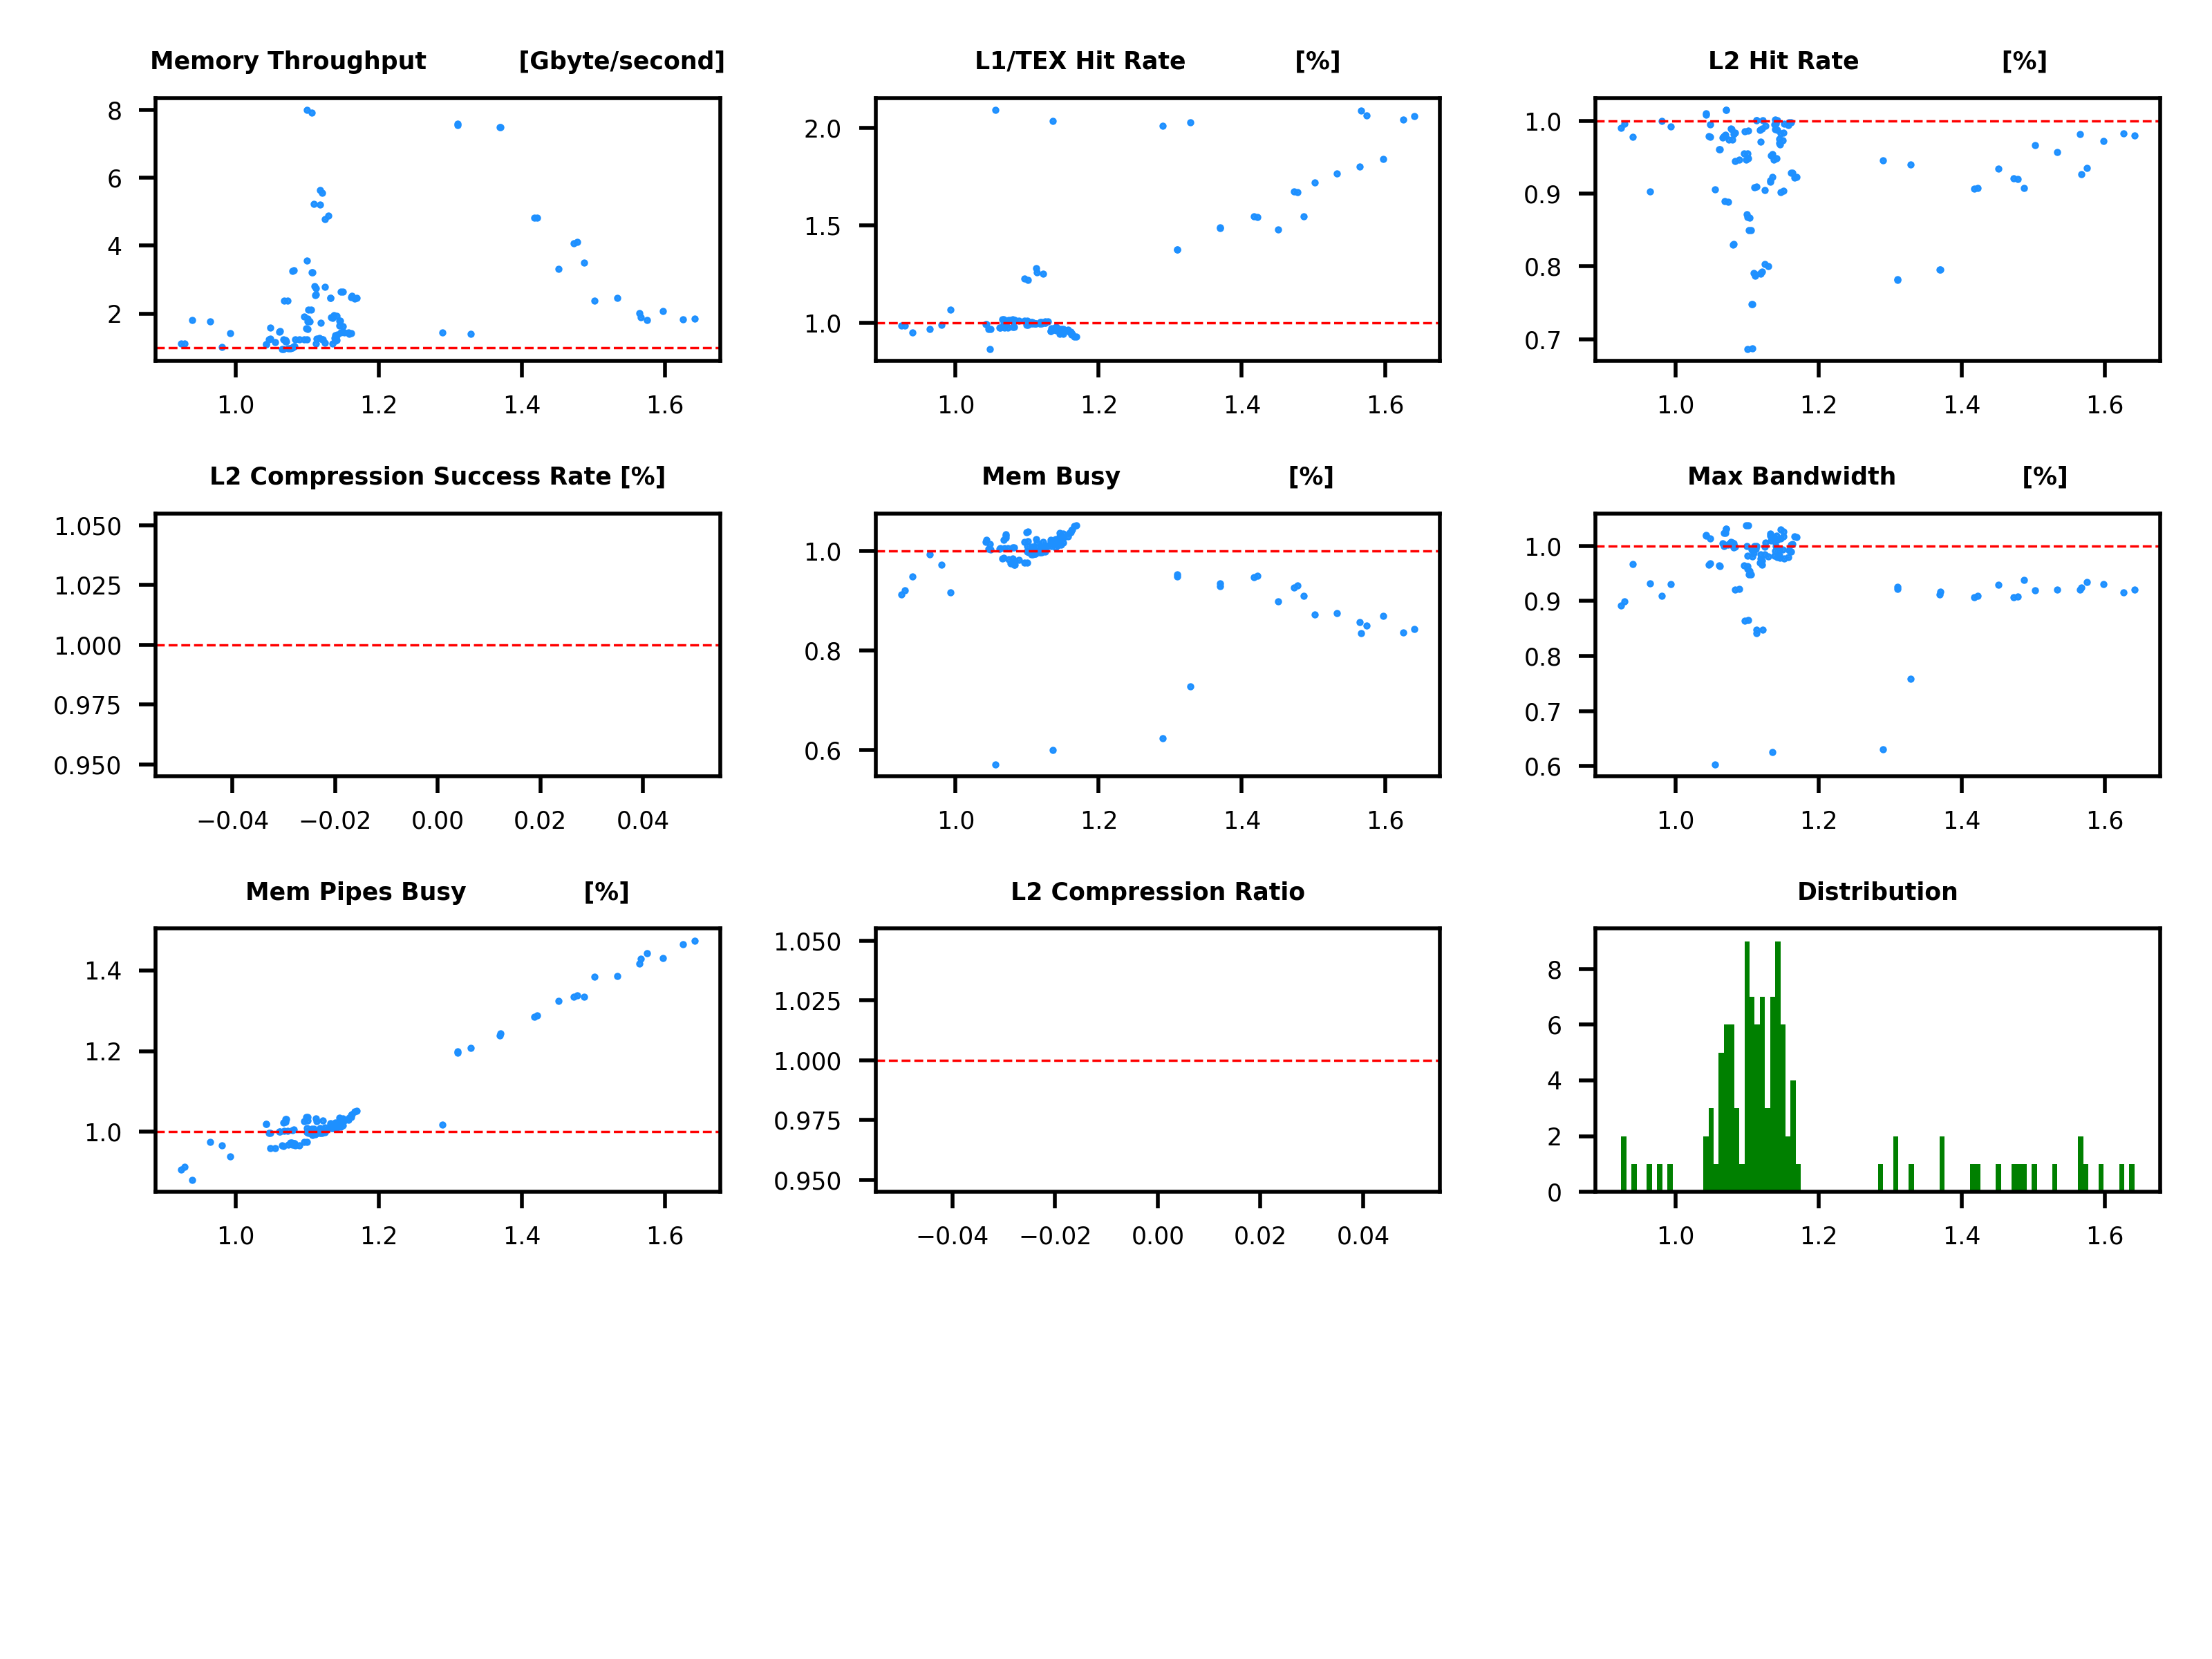 Memory Throughput [Gbyte/second]
8
6
4
2
1.0 1.2 1.4 1.6
L1/TEX Hit Rate [%]
2.0
1.5
1.0
1.0 1.2 1.4 1.6
L2 Hit Rate [%]
1.0
0.9
0.8
0.7
1.0 1.2 1.4 1.6
L2 Compression Success Rate [%]
1.050
1.025
1.000
0.975
0.950
−0.04 −0.02 0.00 0.02 0.04
Mem Busy [%]
1.0
0.8
0.6
1.0 1.2 1.4 1.6
Max Bandwidth [%]
1.0
0.9
0.8
0.7
0.6
1.0 1.2 1.4 1.6
Mem Pipes Busy [%]
1.4
1.2
1.0
1.0 1.2 1.4 1.6
L2 Compression Ratio
1.050
1.025
1.000
0.975
0.950
−0.04 −0.02 0.00 0.02 0.04
Distribution
8
6
4
2
0
1.0 1.2 1.4 1.6